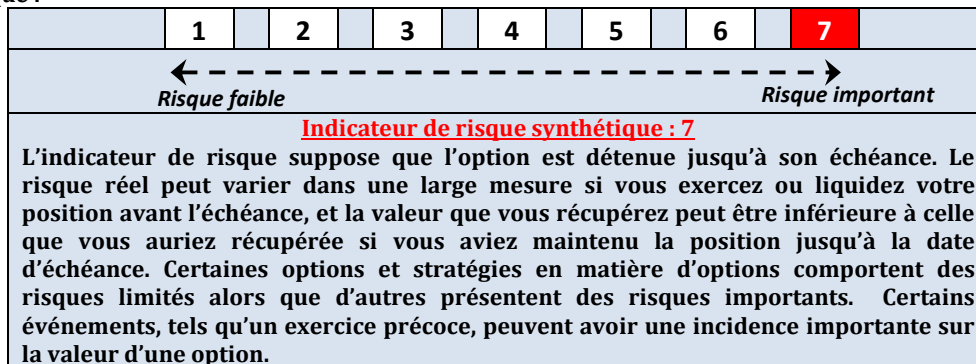 1 2 3 4 5 6 7
Risque faible Risque important
Indicateur de risque synthétique : 7
L’indicateur de risque suppose que l’option est détenue jusqu’à son échéance. Le
risque réel peut varier dans une large mesure si vous exercez ou liquidez votre
position avant l’échéance, et la valeur que vous récupérez peut être inférieure à celle
que vous auriez récupérée si vous aviez maintenu la position jusqu’à la date
d’échéance. Certaines options et stratégies en matière d’options comportent des
risques limités alors que d’autres présentent des risques importants. Certains
événements, tels qu’un exercice précoce, peuvent avoir une incidence importante sur
la valeur d’une option.